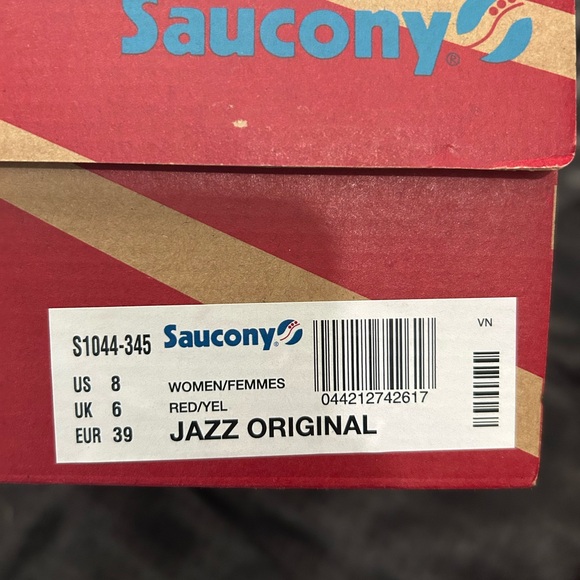 Saucony®
S1044-345 Saucony® VN
US 8 WOMEN/FEMMES 044212742617
UK 6 RED/YEL
EUR 39 JAZZ ORIGINAL